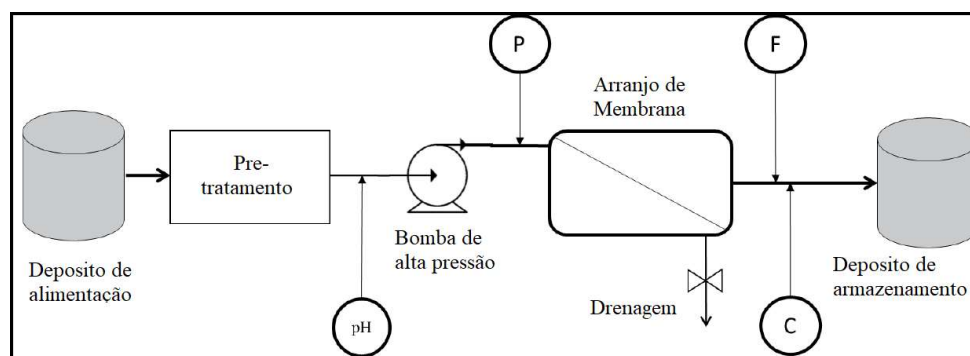 P
F
Arranjo de
Membrana
Pre-
tratamento
Bomba de
alta pressão
Deposito de
alimentação
Drenagem
Deposito de
armazenamento
pH
C